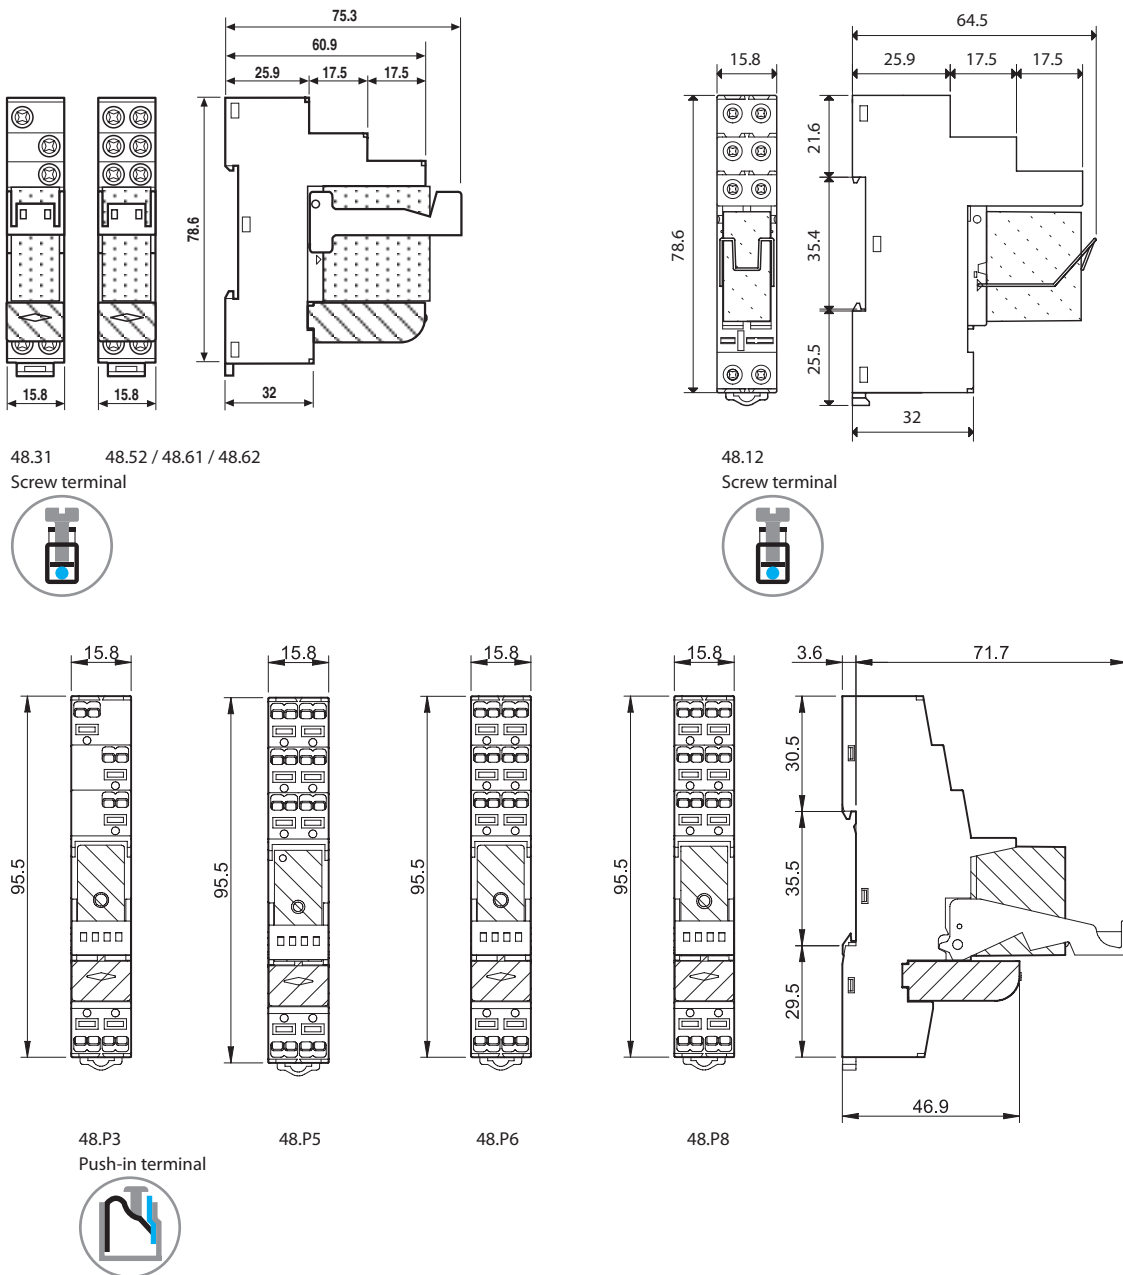 75.3
60.9
25.9 17.5 17.5
78.6
15.8 15.8 32
48.31 48.52 / 48.61 / 48.62
Screw terminal
64.5
15.8 25.9 17.5 17.5
78.6
21.6
35.4
25.5
32
48.12
Screw terminal
15.8 15.8 15.8 15.8 3.6 71.7
95.5 95.5 95.5 95.5
30.5
35.5
29.5
46.9
48.P3 48.P5 48.P6 48.P8
Push-in terminal